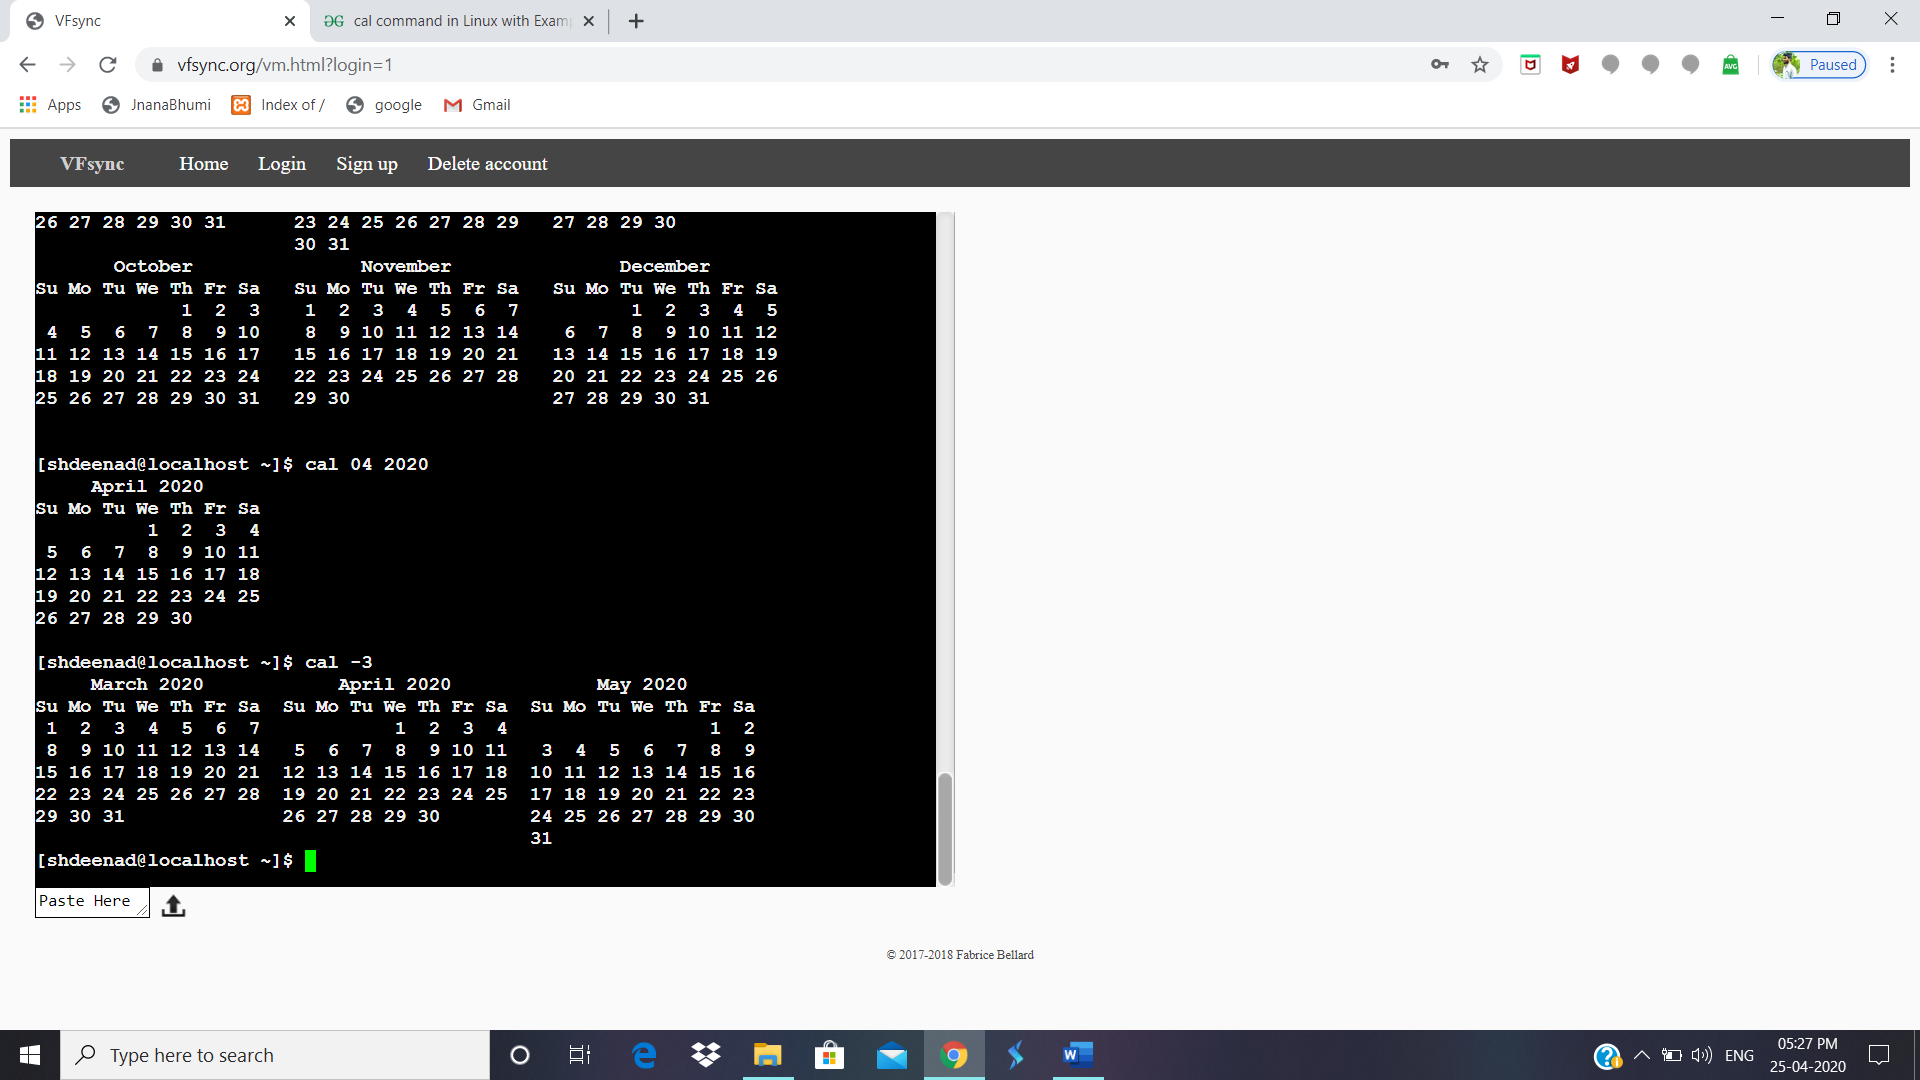 VFsync
cal command in Linux with Exam
vfsync.org/vm.html?login=1
Paused
Apps JnanaBhumi Index of / google Gmail
VFsync Home Login Sign up Delete account
26 27 28 29 30 31      23 24 25 26 27 28 29   27 28 29 30
                       30 31
       October               November               December
Su Mo Tu We Th Fr Sa   Su Mo Tu We Th Fr Sa   Su Mo Tu We Th Fr Sa
             1  2  3    1  2  3  4  5  6  7          1  2  3  4  5
 4  5  6  7  8  9 10    8  9 10 11 12 13 14    6  7  8  9 10 11 12
11 12 13 14 15 16 17   15 16 17 18 19 20 21   13 14 15 16 17 18 19
18 19 20 21 22 23 24   22 23 24 25 26 27 28   20 21 22 23 24 25 26
25 26 27 28 29 30 31   29 30                  27 28 29 30 31
[shdeenad@localhost ~]$ cal 04 2020
     April 2020
Su Mo Tu We Th Fr Sa
          1  2  3  4
 5  6  7  8  9 10 11
12 13 14 15 16 17 18
19 20 21 22 23 24 25
26 27 28 29 30
[shdeenad@localhost ~]$ cal -3
     March 2020            April 2020             May 2020
Su Mo Tu We Th Fr Sa  Su Mo Tu We Th Fr Sa  Su Mo Tu We Th Fr Sa
 1  2  3  4  5  6  7            1  2  3  4                  1  2
 8  9 10 11 12 13 14   5  6  7  8  9 10 11   3  4  5  6  7  8  9
15 16 17 18 19 20 21  12 13 14 15 16 17 18  10 11 12 13 14 15 16
22 23 24 25 26 27 28  19 20 21 22 23 24 25  17 18 19 20 21 22 23
29 30 31              26 27 28 29 30        24 25 26 27 28 29 30
                                            31
[shdeenad@localhost ~]$
Paste Here
© 2017-2018 Fabrice Bellard
Type here to search
ENG
05:27 PM
25-04-2020